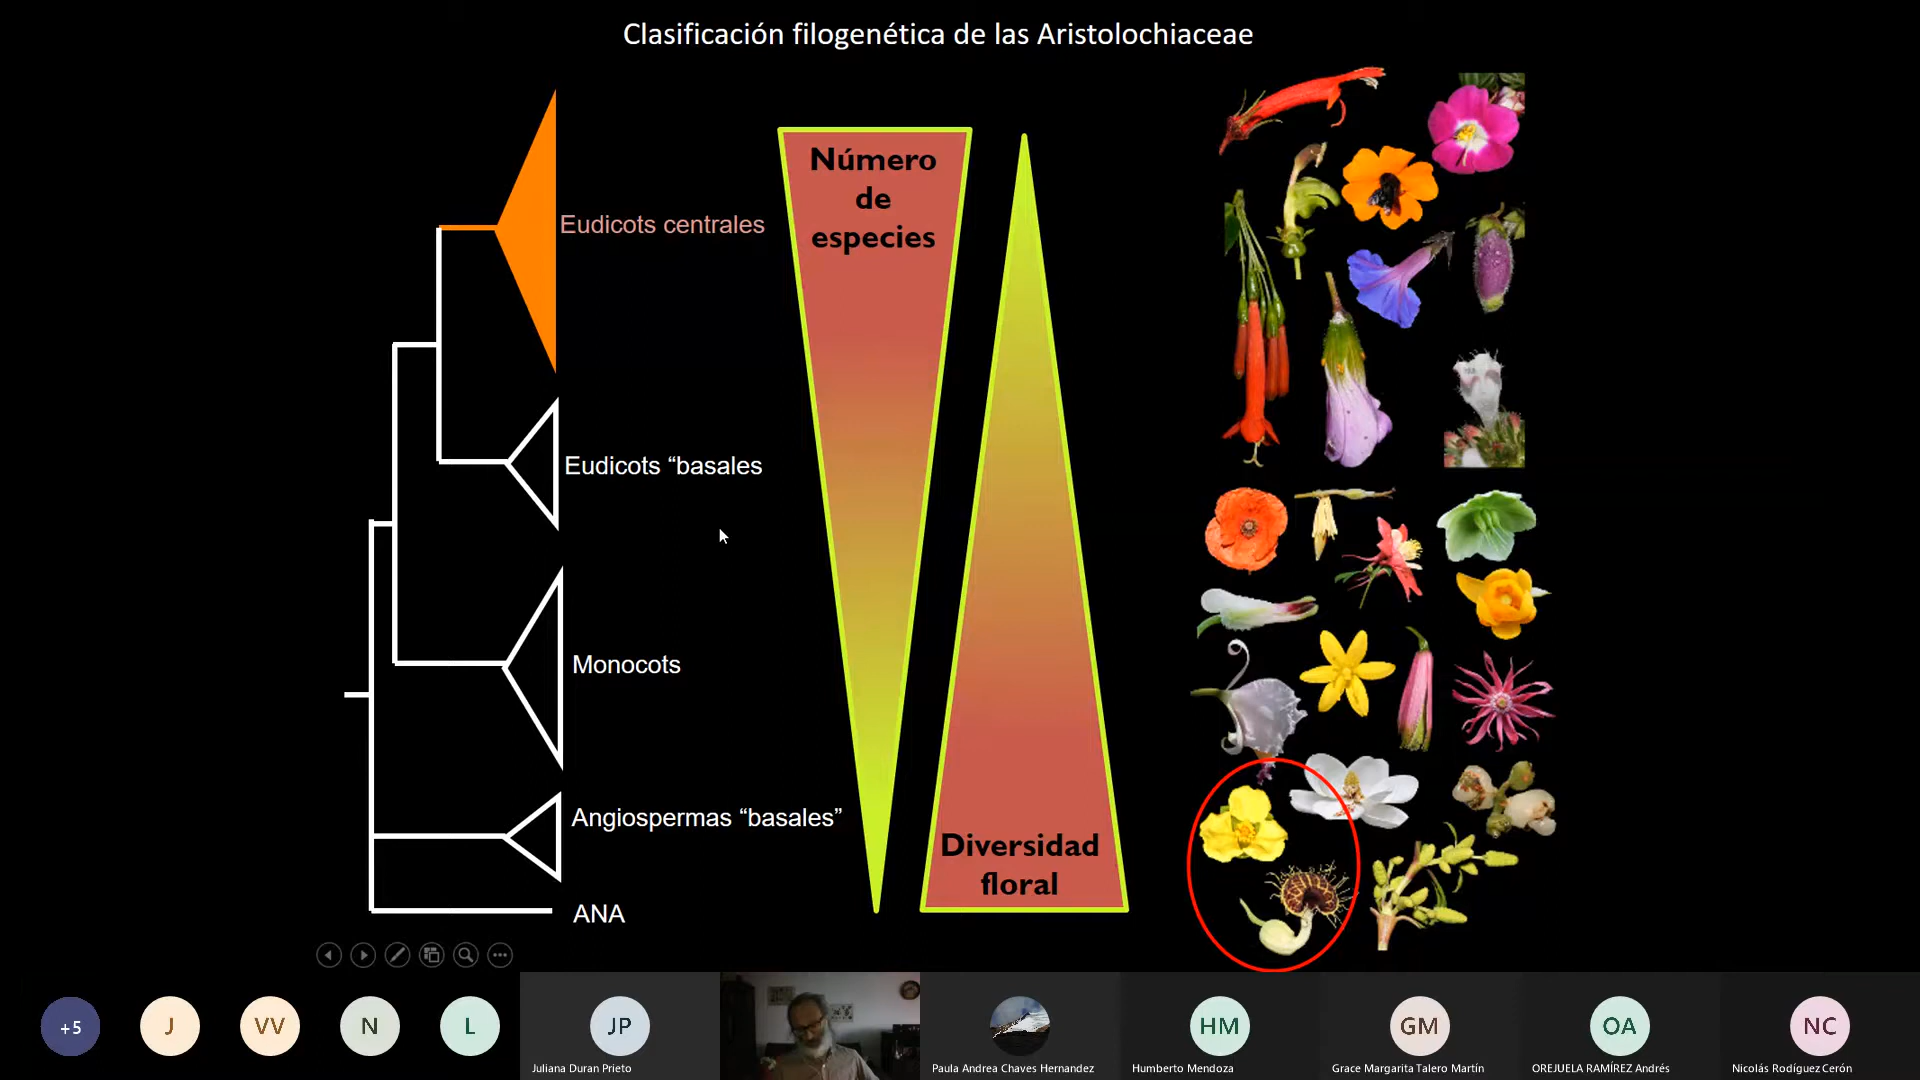 Clasificación filogenética de las Aristolochiaceae
Eudicots centrales
Eudicots “basales
Monocots
Angiospermas “basales”
ANA
Número
de
especies
Diversidad
floral
+5
J
VV
N
L
JP
Juliana Duran Prieto
Paula Andrea Chaves Hernandez
HM
Humberto Mendoza
GM
Grace Margarita Talero Martín
OA
OREJUELA RAMÍREZ Andrés
NC
Nicolás Rodíguez Cerón